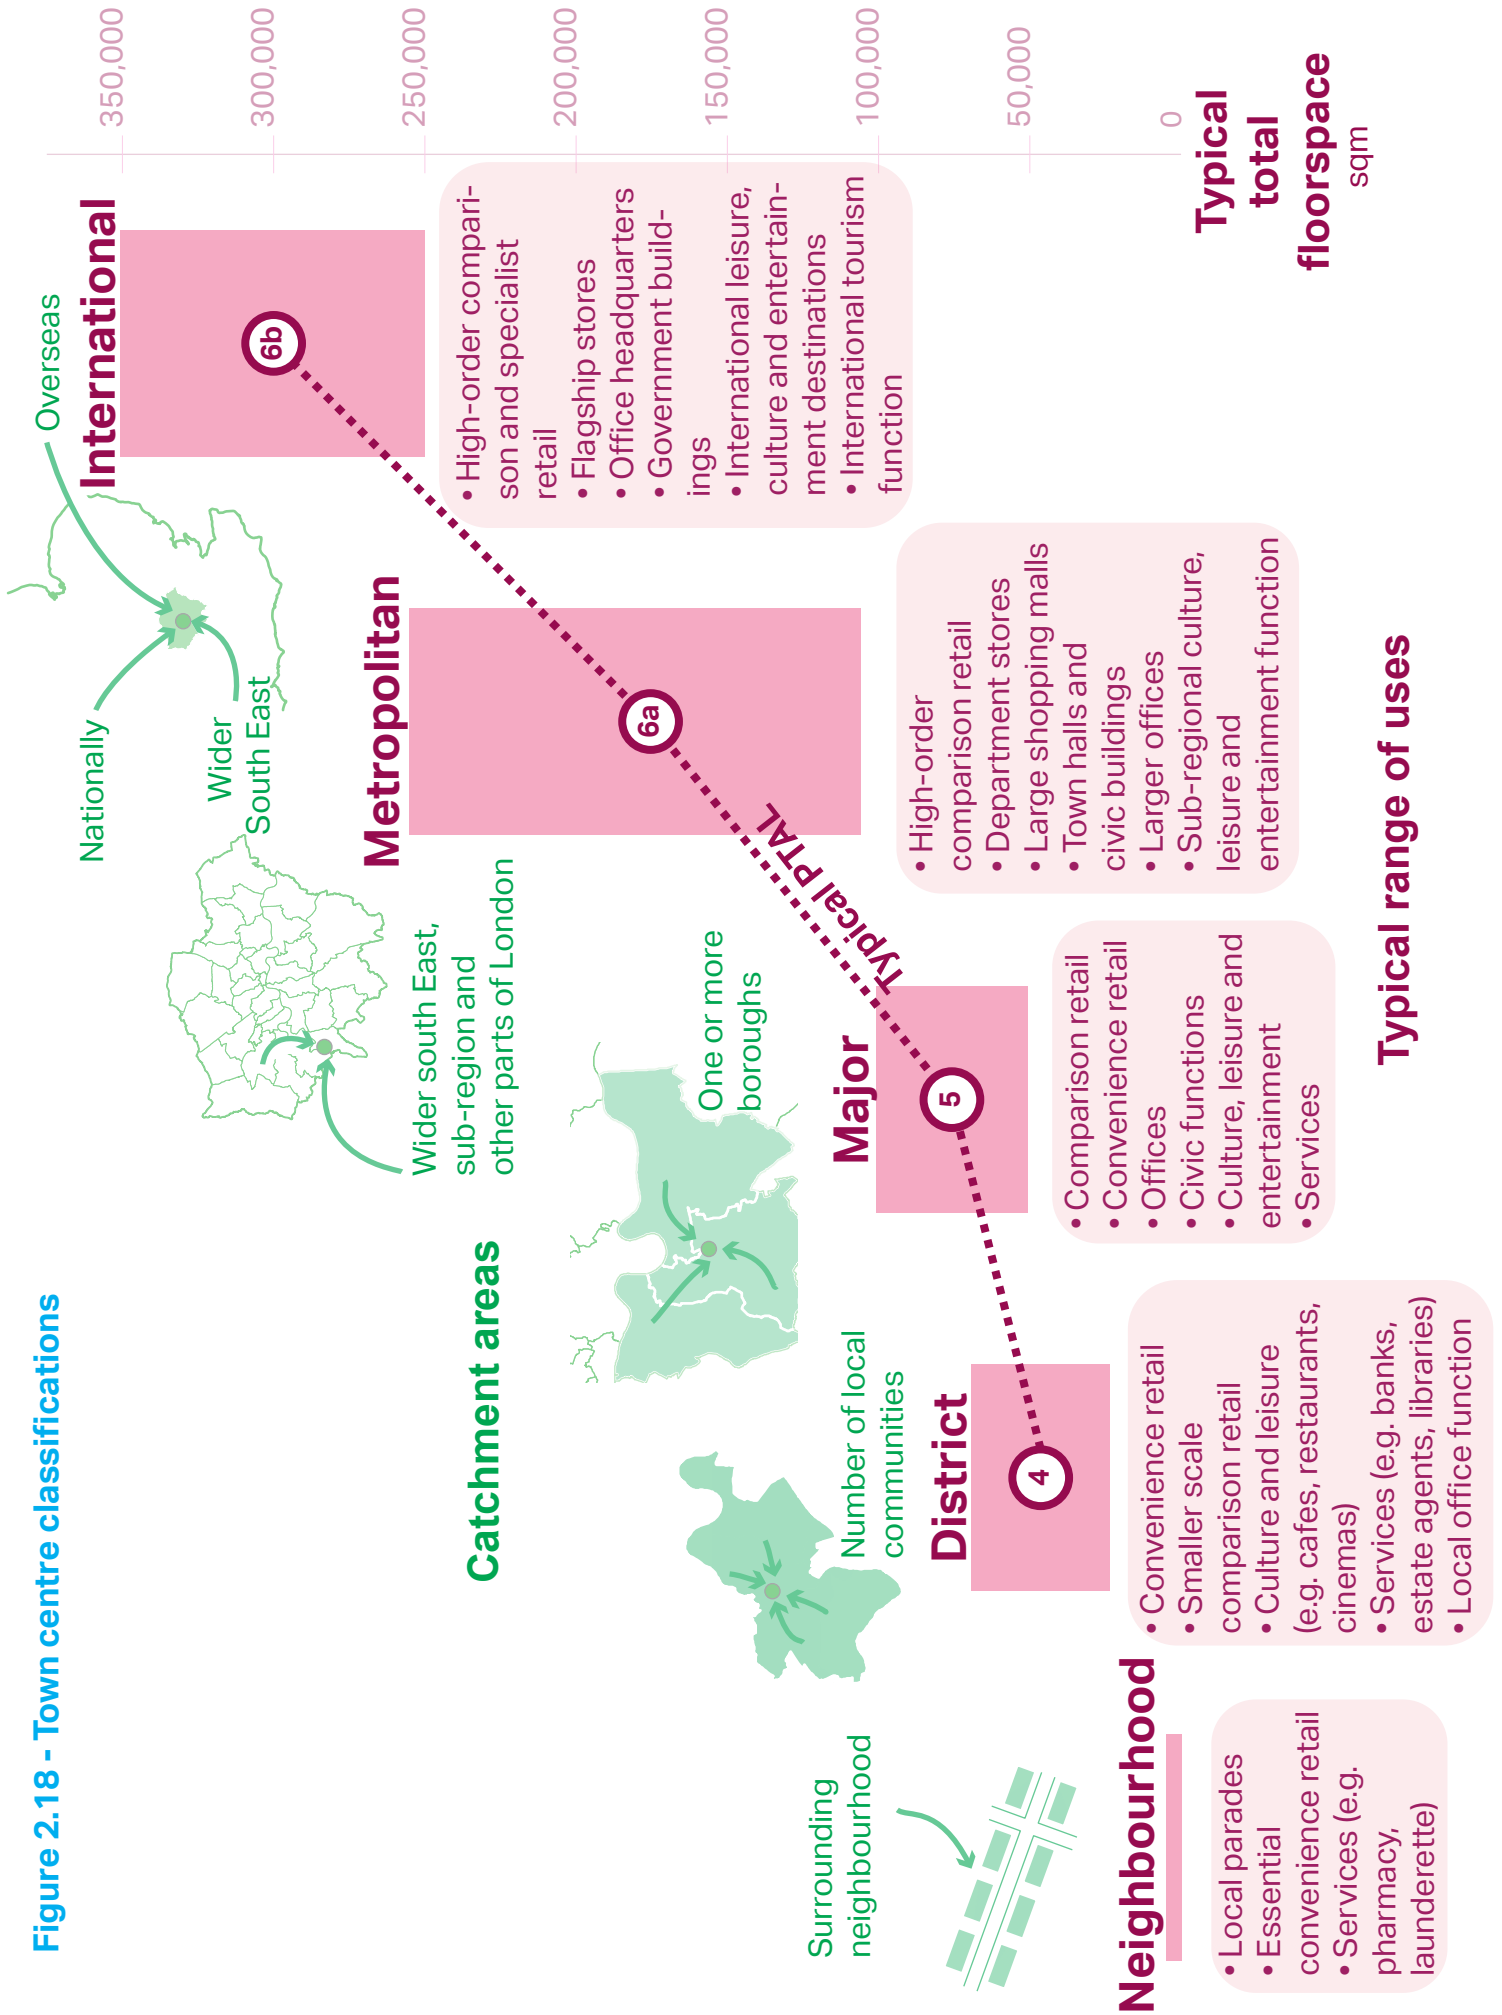 Figure 2.18 - Town centre classifications
Catchment areas
Surrounding
neighbourhood
Number of local
communities
One or more
boroughs
Wider south East,
sub-region and
other parts of London
Nationally
Wider
South East
Overseas
Neighbourhood
• Local parades
• Essential
convenience retail
• Services (e.g.
pharmacy,
launderette)
District
4
• Convenience retail
• Smaller scale
comparison retail
• Culture and leisure
(e.g. cafes, restaurants,
cinemas)
• Services (e.g. banks,
estate agents, libraries)
• Local office function
Major
5
• Comparison retail
• Convenience retail
• Offices
• Civic functions
• Culture, leisure and
entertainment
• Services
Typical PTAL
Metropolitan
6a
• High-order
comparison retail
• Department stores
• Large shopping malls
• Town halls and
civic buildings
• Larger offices
• Sub-regional culture,
leisure and
entertainment function
International
6b
• High-order compari-
son and specialist
retail
• Flagship stores
• Office headquarters
• Government build-
ings
• International leisure,
culture and entertain-
ment destinations
• International tourism
function
350,000
300,000
250,000
200,000
150,000
100,000
50,000
0
Typical
total
floorspace
sqm
Typical range of uses